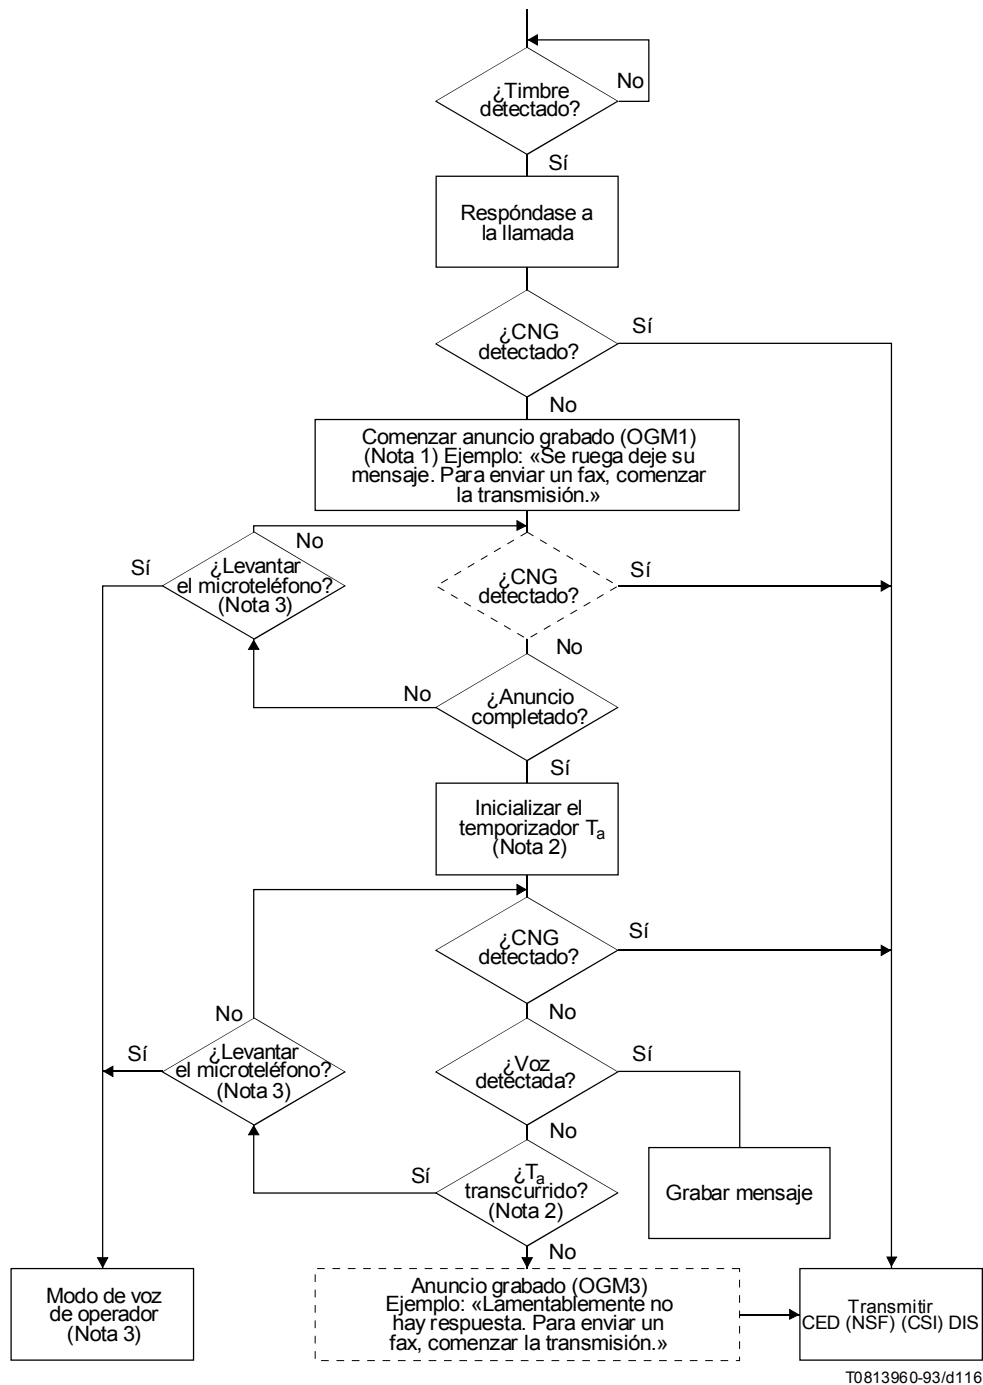 No
¿Timbre
detectado?
Sí
Respóndase a
la llamada
¿CNG
detectado?
Sí
No
Comenzar anuncio grabado (OGM1)
(Nota 1) Ejemplo: «Se ruega deje su
mensaje. Para enviar un fax, comenzar
la transmisión.»
No
Sí
¿Levantar
el microteléfono?
(Nota 3)
¿CNG
detectado?
Sí
No
No
¿Anuncio
completado?
Sí
Inicializar el
temporizador Ta
(Nota 2)
¿CNG
detectado?
Sí
No
No
Sí
¿Levantar
el microteléfono?
(Nota 3)
¿Voz
detectada?
Sí
No
Sí
¿Ta
transcurrido?
(Nota 2)
Grabar mensaje
No
Modo de voz
de operador
(Nota 3)
Anuncio grabado (OGM3)
Ejemplo: «Lamentablemente no
hay respuesta. Para enviar un
fax, comenzar la transmisión.»
Transmitir
CED (NSF) (CSI) DIS
T0813960-93/d116